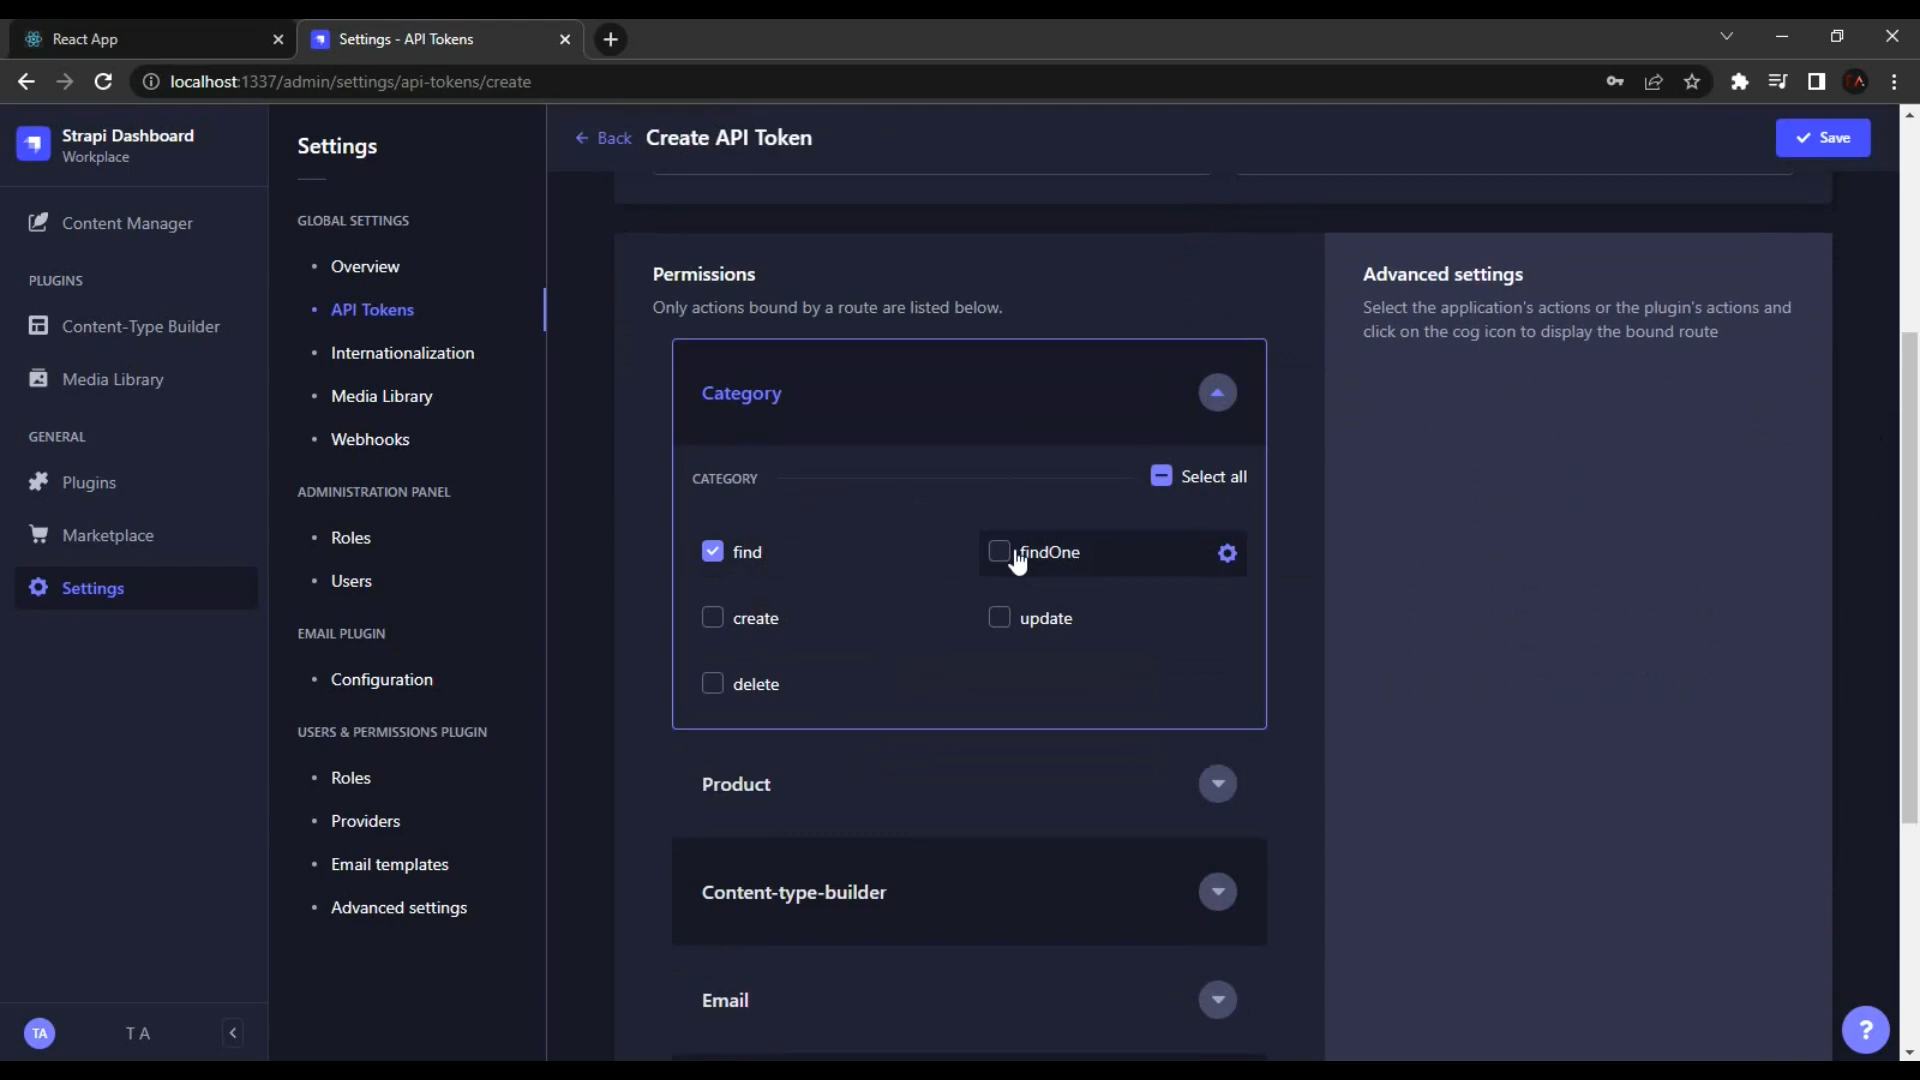 React App
Settings - API Tokens
localhost:1337/admin/settings/api-tokens/create
Strapi Dashboard
Workplace
Content Manager
PLUGINS
Content-Type Builder
Media Library
GENERAL
Plugins
Marketplace
Settings
TA
T A
Settings
GLOBAL SETTINGS
Overview
API Tokens
Internationalization
Media Library
Webhooks
ADMINISTRATION PANEL
Roles
Users
EMAIL PLUGIN
Configuration
USERS & PERMISSIONS PLUGIN
Roles
Providers
Email templates
Advanced settings
Back
Create API Token
Save
Permissions
Only actions bound by a route are listed below.
Category
CATEGORY
Select all
find
findOne
create
update
delete
Product
Content-type-builder
Email
Advanced settings
Select the application's actions or the plugin's actions and
click on the cog icon to display the bound route
?